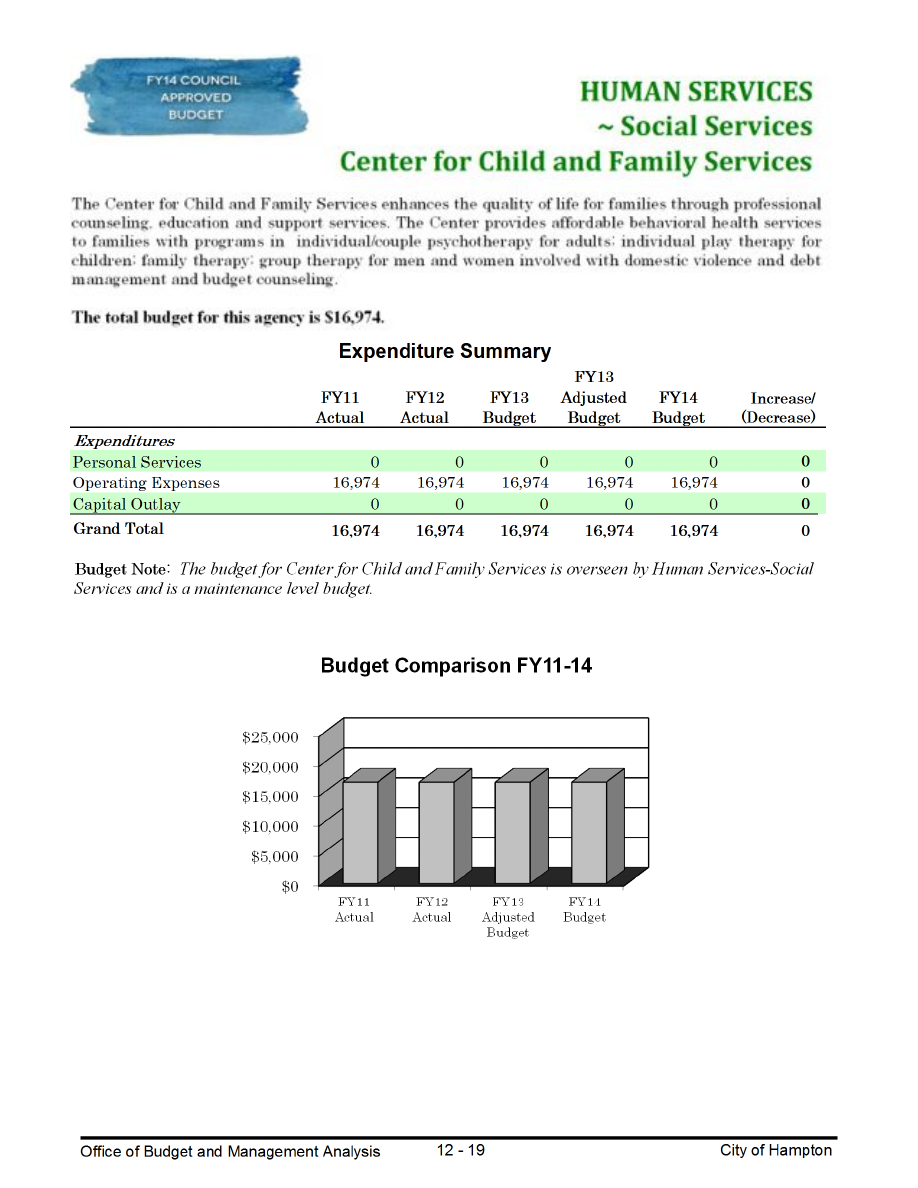 FY14 COUNCIL
APPROVED
BUDGET
HUMAN SERVICES
~ Social Services
Center for Child and Family Services
The Center for Child and Family Services enhances the quality of life for families through professional
counseling, education and support services. The Center provides affordable behavioral health services
to families with programs in individual/couple psychotherapy for adults; individual play therapy for
children; family therapy; group therapy for men and women involved with domestic violence and debt
management and budget counseling.
The total budget for this agency is $16,974.
Expenditure Summary
FY11 Actual FY12 Actual FY13 Budget FY13 Adjusted Budget FY14 Budget Increase/ (Decrease)
Expenditures
Personal Services 0 0 0 0 0 0
Operating Expenses 16,974 16,974 16,974 16,974 16,974 0
Capital Outlay 0 0 0 0 0 0
Grand Total 16,974 16,974 16,974 16,974 16,974 0
Budget Note: The budget for Center for Child and Family Services is overseen by Human Services-Social
Services and is a maintenance level budget.
Budget Comparison FY11-14
$25,000
$20,000
$15,000
$10,000
$5,000
$0
FY11 FY12 FY13 FY14
Actual Actual Adjusted Budget
Budget
Office of Budget and Management Analysis 12 - 19 City of Hampton